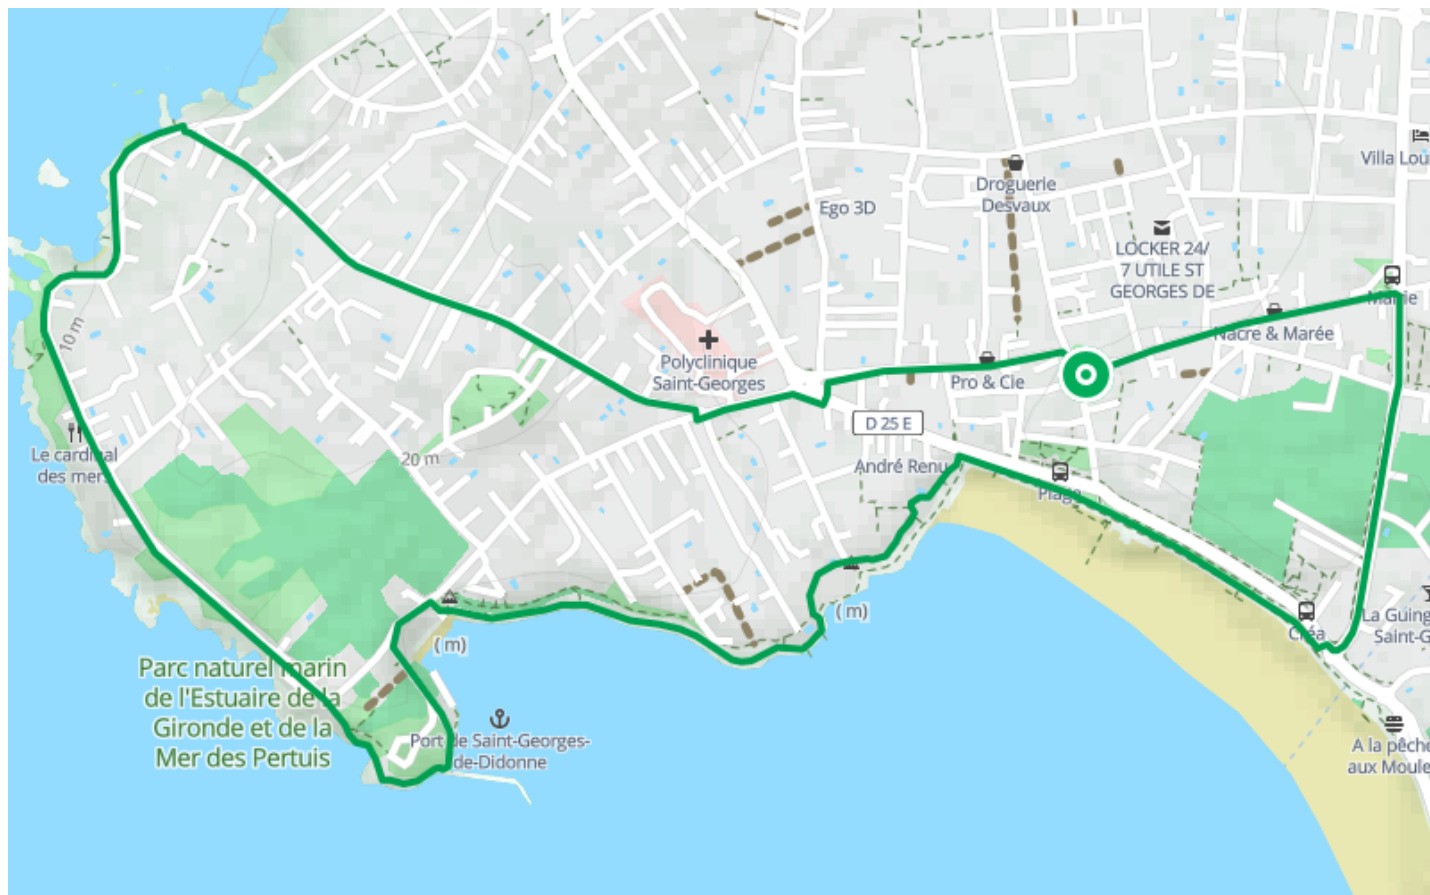 Villa Lou
Droguerie
Desvaux
Ego 3D
LOCKER 24/
7 UTILE ST
GEORGES DE
Mairie
Nacre & Marée
10 m
Polyclinique
Saint-Georges
Pro & Cie
D 25 E
Le cardinal
des mers
20 m
André Renu
Plage
( m)
( m)
La Guing
Saint-G
Créa
Parc naturel marin
de l'Estuaire de la
Gironde et de la
Mer des Pertuis
Port de Saint-Georges-
de-Didonne
A la pêche
aux Moule